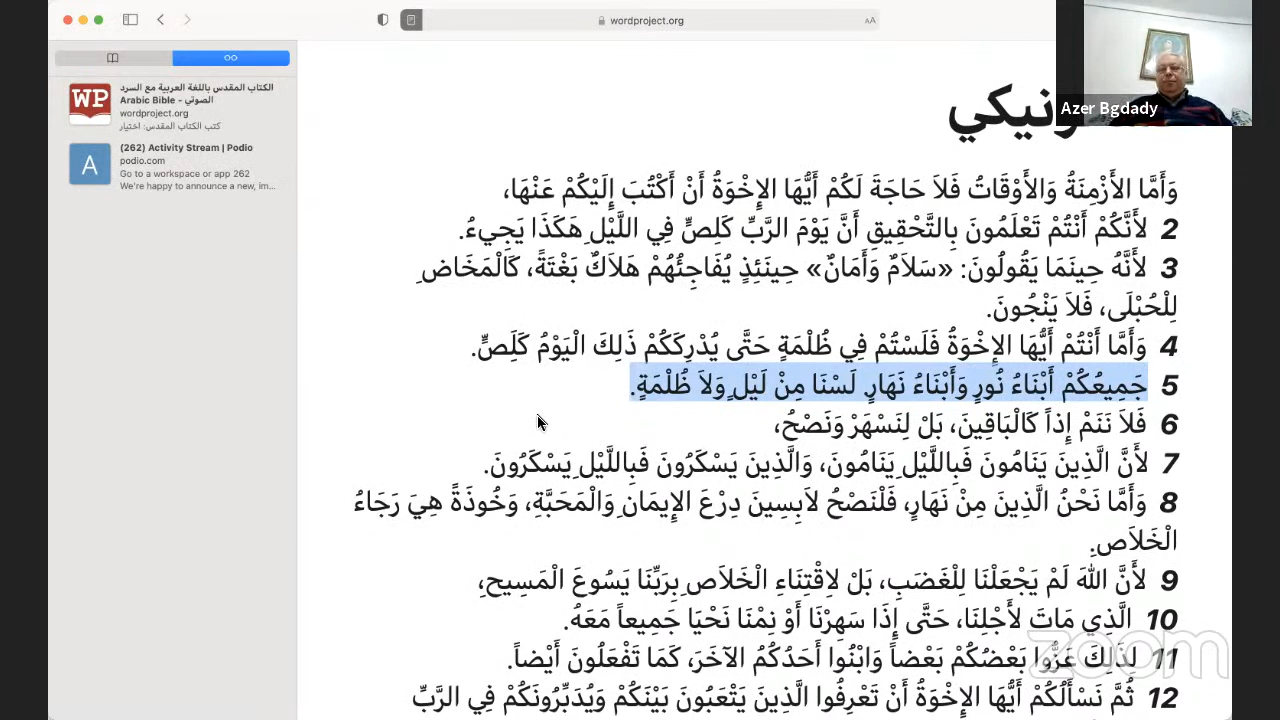 wordproject.org
AA
الكتاب المقدس باللغة العربية مع السرد
الصوتي - Arabic Bible
wordproject.org
كتب الكتاب المقدس: اختيار
WP
(262) Activity Stream | Podio
podio.com
Go to a workspace or app 262
We're happy to announce a new, im...
A
Azer Bgdady
ونيكي
وَأَمَّا الأَزْمِنَةُ وَالأَوْقَاتُ فَلاَ حَاجَةَ لَكُمْ أَيُّهَا الإِخْوَةُ أَنْ أَكْتُبَ إِلَيْكُمْ عَنْهَا،
2 لأَنَّكُمْ أَنْتُمْ تَعْلَمُونَ بِالتَّحْقِيقِ أَنَّ يَوْمَ الرَّبِّ كَلِصٍّ فِي اللَّيْلِ هَكَذَا يَجِيءُ.
3 لأَنَّهُ حِينَمَا يَقُولُونَ: «سَلاَمٌ وَأَمَانٌ» حِينَئِذٍ يُفَاجِئُهُمْ هَلاَكٌ بَغْتَةً، كَالْمَخَاضِ
لِلْحُبْلَى، فَلاَ يَنْجُونَ.
4 وَأَمَّا أَنْتُمْ أَيُّهَا الإِخْوَةُ فَلَسْتُمْ فِي ظُلْمَةٍ حَتَّى يُدْرِكَكُمْ ذَلِكَ الْيَوْمُ كَلَِصٍّ.
5 جَمِيعُكُمْ أَبْنَاءُ نُورٍ وَأَبْنَاءُ نَهَارٍ. لَسْنَا مِنْ لَيْلٍ وَلاَ ظُلْمَةٍ.
6 فَلاَ نَنَمْ إِذاً كَالْبَاقِينَ، بَلْ لِنَسْهَرْ وَنَصْحُ،
7 لأَنَّ الَّذِينَ يَنَامُونَ فَبِاللَّيْلِ يَنَامُونَ، وَالَّذِينَ يَسْكَرُونَ فَبِاللَّيْلِ يَسْكَرُونَ.
8 وَأَمَّا نَحْنُ الَّذِينَ مِنْ نَهَارٍ، فَلْنَصْحُ لاَبِسِينَ دِرْعَ الإِيمَانِ وَالْمَحَبَّةِ، وَخُوذَةً هِيَ رَجَاءُ
الْخَلاَصِ.
9 لأَنَّ اللهَ لَمْ يَجْعَلْنَا لِلْغَضَبِ، بَلْ لاِقْتِنَاءِ الْخَلاَصِ بِرَبِّنَا يَسُوعَ الْمَسِيحِ،
10 الَّذِي مَاتَ لأَجْلِنَا، حَتَّى إِذَا سَهِرْنَا أَوْ نِمْنَا نَحْيَا جَمِيعاً مَعَهُ.
11 لِذَلِكَ عَزُّوا بَعْضُكُمْ بَعْضاً وَابْنُوا أَحَدُكُمُ الآخَرَ، كَمَا تَفْعَلُونَ أَيْضاً.
12 ثُمَّ نَسْأَلُكُمْ أَيُّهَا الإِخْوَةُ أَنْ تَعْرِفُوا الَّذِينَ يَتْعَبُونَ بَيْنَكُمْ وَيُدَبِّرُونَكُمْ فِي الرَّبِّ
zoom